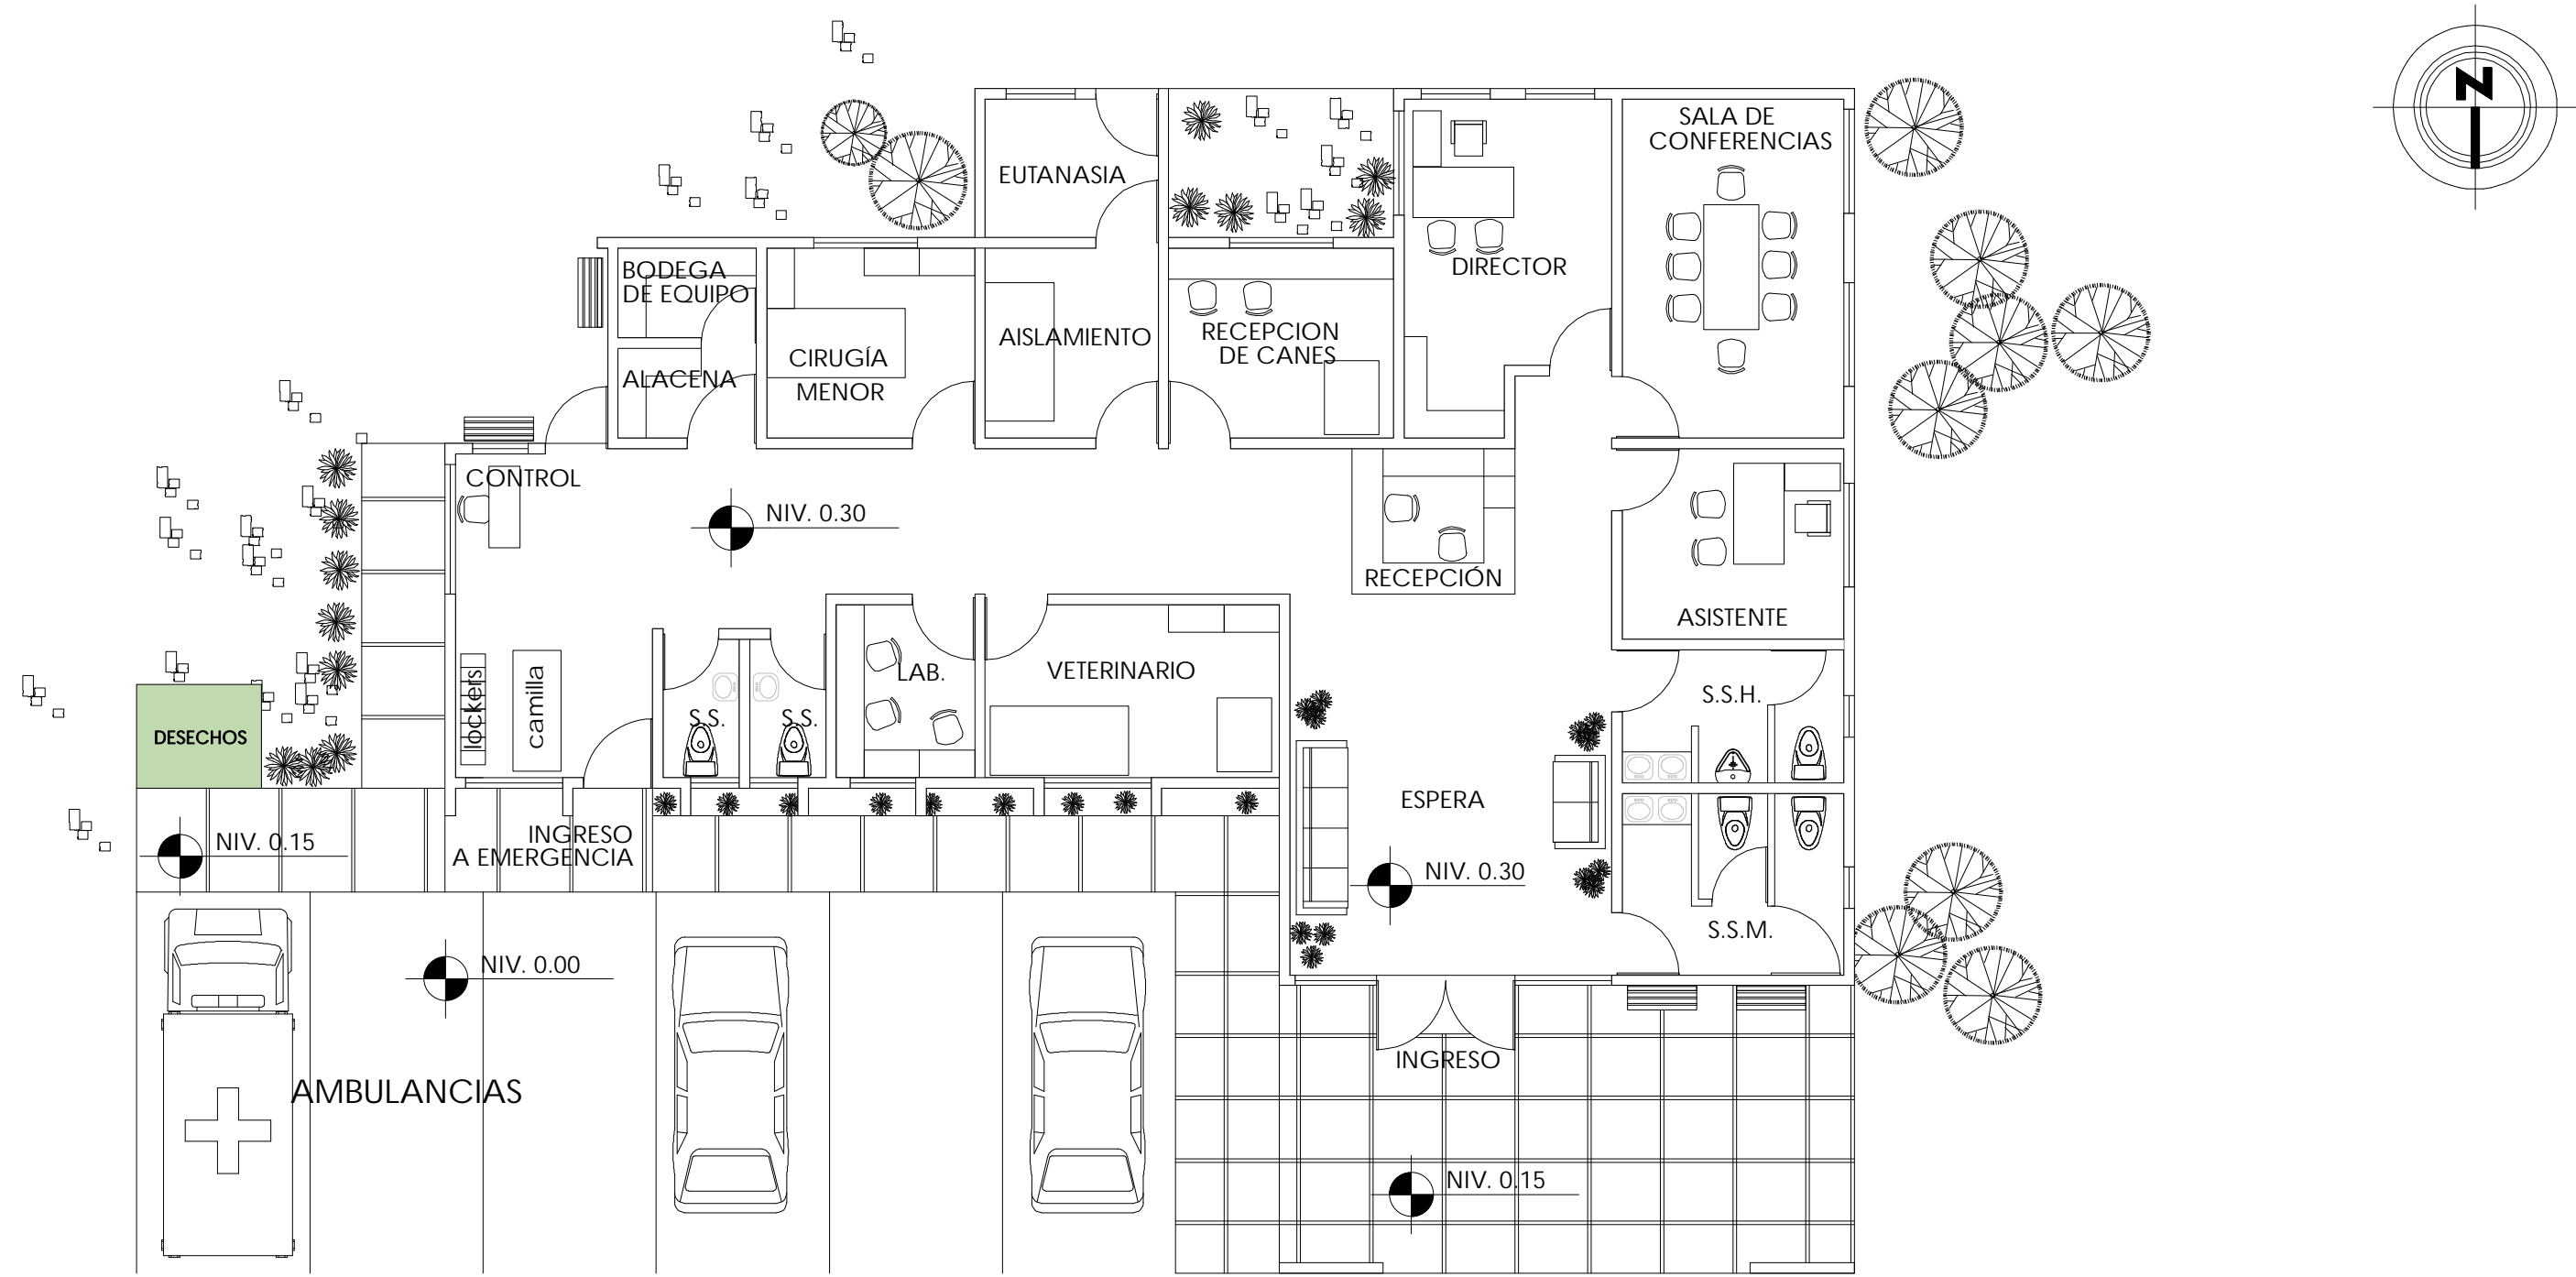 N
SALA DE
CONFERENCIAS
EUTANASIA
DIRECTOR
BODEGA
DE EQUIPO
AISLAMIENTO
RECEPCION
DE CANES
CIRUGÍA
MENOR
ALACENA
CONTROL
NIV. 0.30
RECEPCIÓN
ASISTENTE
lockers
camilla
S.S.
S.S.
LAB.
VETERINARIO
S.S.H.
DESECHOS
ESPERA
NIV. 0.15
INGRESO
A EMERGENCIA
NIV. 0.30
S.S.M.
NIV. 0.00
INGRESO
AMBULANCIAS
NIV. 0.15